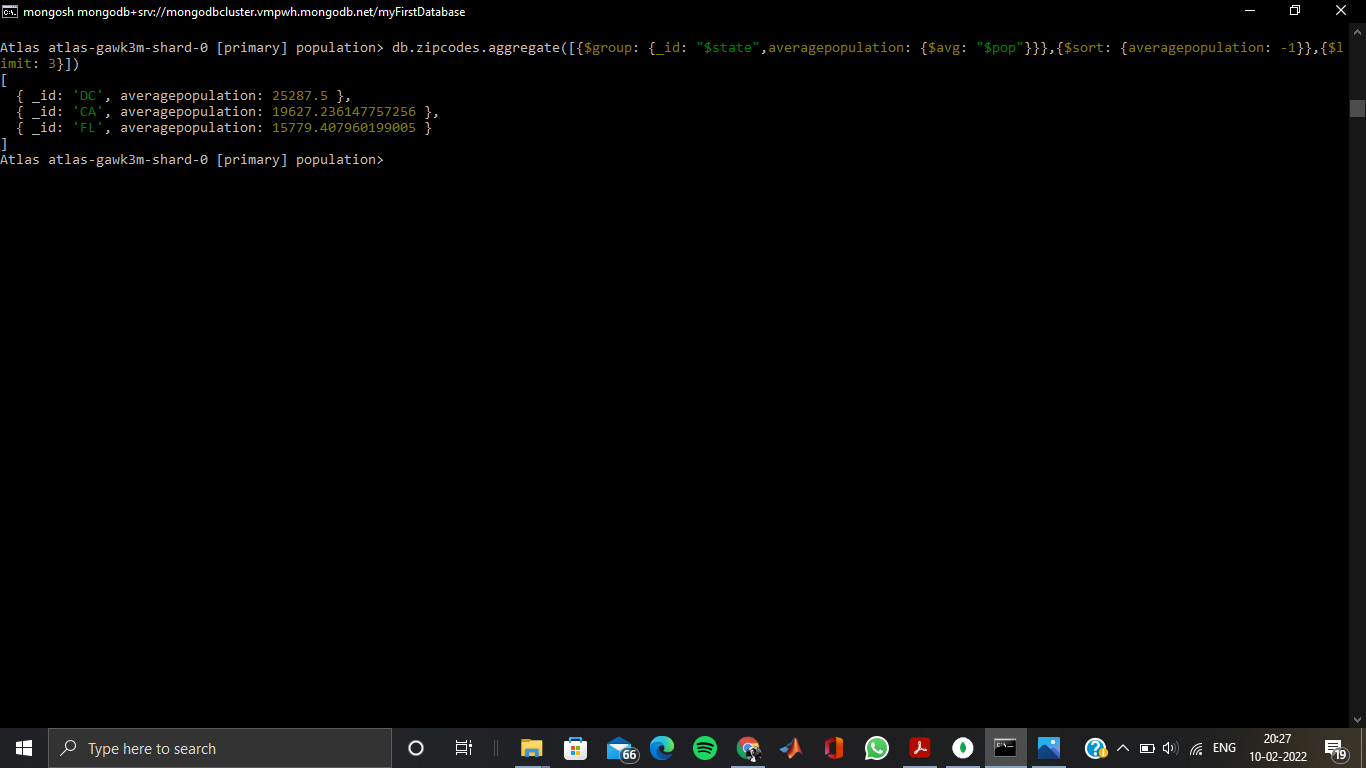 mongosh mongodb+srv://mongodbcluster.vmpwh.mongodb.net/myFirstDatabase
Atlas atlas-gawk3m-shard-0 [primary] population> db.zipcodes.aggregate([{$group: {_id: "$state",averagepopulation: {$avg: "$pop"}}},{$sort: {averagepopulation: -1}},{$l
imit: 3}])
[
  { _id: 'DC', averagepopulation: 25287.5 },
  { _id: 'CA', averagepopulation: 19627.236147757256 },
  { _id: 'FL', averagepopulation: 15779.407960199005 }
]
Atlas atlas-gawk3m-shard-0 [primary] population>
Type here to search
66
ENG
20:27
10-02-2022
19